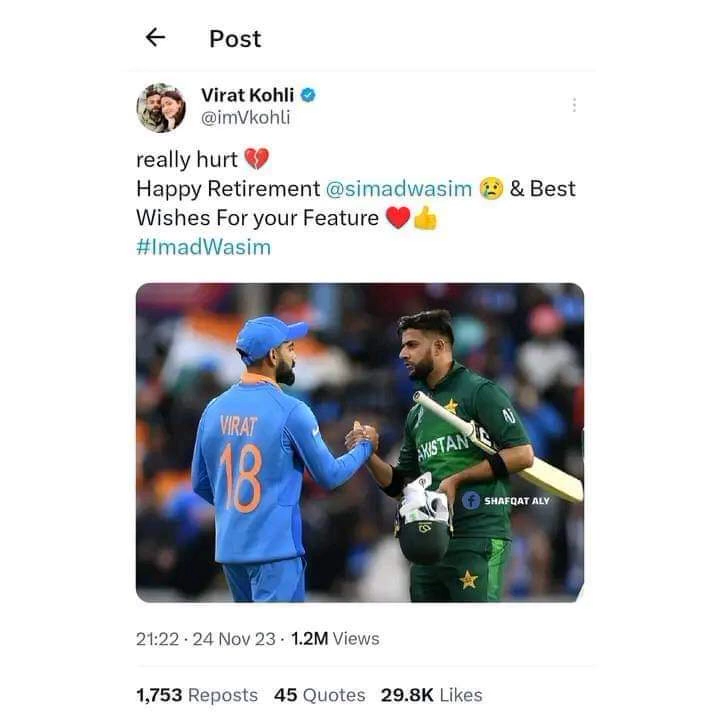 Post
Virat Kohli
@imVkohli
really hurt 💔
Happy Retirement @simadwasim 😢 & Best
Wishes For your Feature ❤️👍
#ImadWasim
VIRAT
18
PAKISTAN
SHAFQAT ALY
21:22 · 24 Nov 23 · 1.2M Views
1,753 Reposts 45 Quotes 29.8K Likes